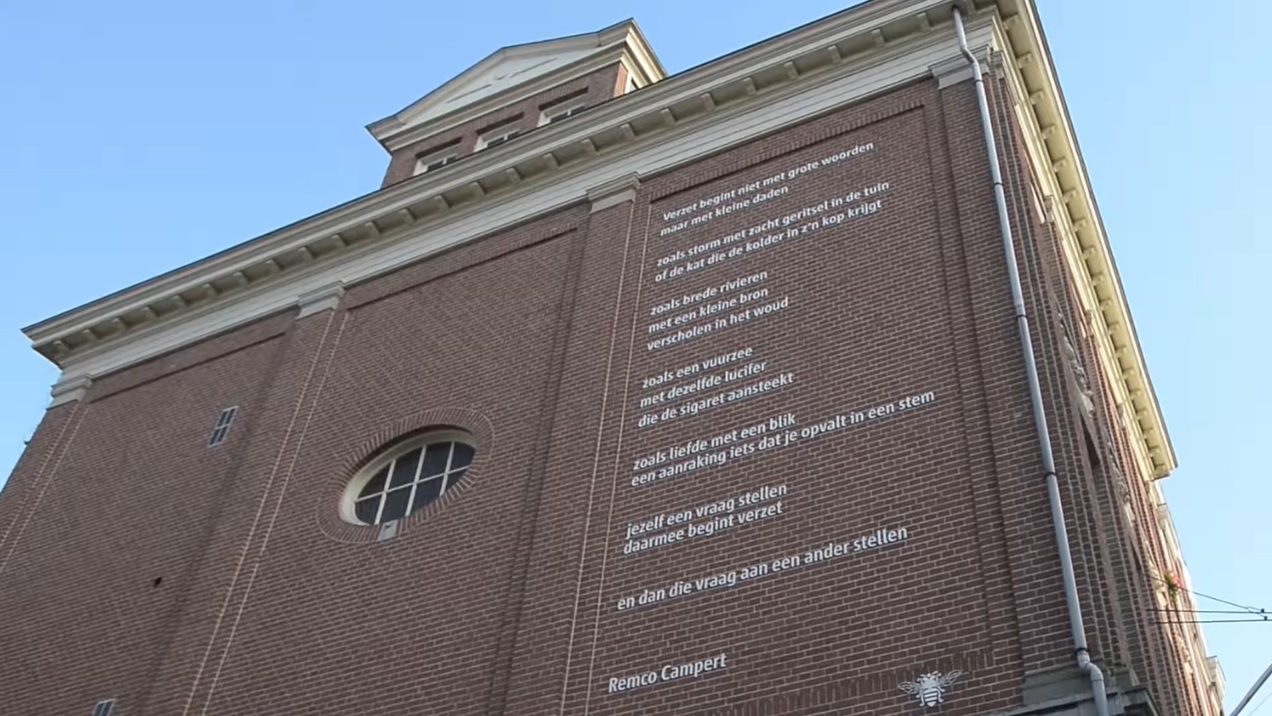 Verzet begint niet met grote woorden
maar met kleine daden
zoals storm met zacht geritsel in de tuin
of de kat die de kolder in z'n kop krijgt
zoals brede rivieren
met een kleine bron
verscholen in het woud
zoals een vuurzee
met dezelfde lucifer
die de sigaret aansteekt
zoals liefde met een blik
een aanraking iets dat je opvalt in een stem
jezelf een vraag stellen
daarmee begint verzet
en dan die vraag aan een ander stellen
Remco Campert